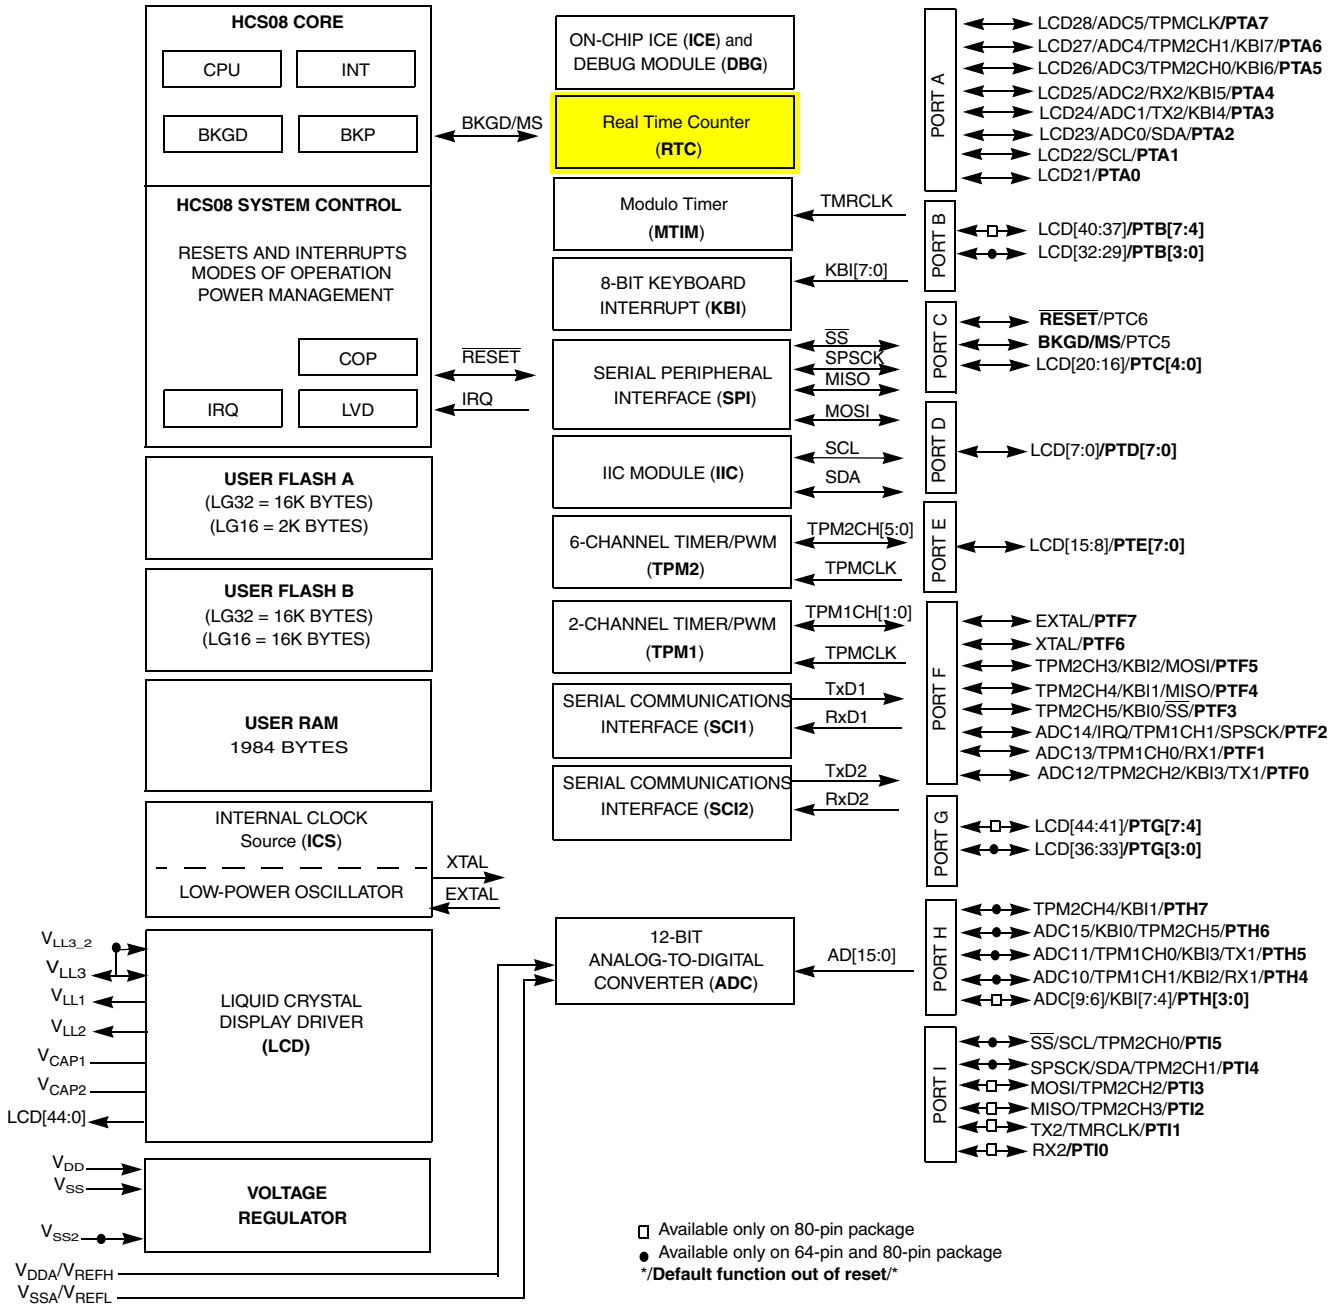 HCS08 CORE
CPU
INT
BKGD
BKP
BKGD/MS
HCS08 SYSTEM CONTROL
RESETS AND INTERRUPTS
MODES OF OPERATION
POWER MANAGEMENT
COP
IRQ
LVD
RESET
IRQ
USER FLASH A
(LG32 = 16K BYTES)
(LG16 = 2K BYTES)
USER FLASH B
(LG32 = 16K BYTES)
(LG16 = 16K BYTES)
USER RAM
1984 BYTES
INTERNAL CLOCK
Source (ICS)
LOW-POWER OSCILLATOR
XTAL
EXTAL
VLL3_2
VLL3
VLL1
VLL2
VCAP1
VCAP2
LCD[44:0]
LIQUID CRYSTAL
DISPLAY DRIVER
(LCD)
VDD
VSS
VSS2
VOLTAGE
REGULATOR
VDDA/VREFH
VSSA/VREFL
ON-CHIP ICE (ICE) and
DEBUG MODULE (DBG)
Real Time Counter
(RTC)
Modulo Timer
(MTIM)
TMRCLK
8-BIT KEYBOARD
INTERRUPT (KBI)
KBI[7:0]
SERIAL PERIPHERAL
INTERFACE (SPI)
SS
SPSCK
MISO
MOSI
IIC MODULE (IIC)
SCL
SDA
6-CHANNEL TIMER/PWM
(TPM2)
TPM2CH[5:0]
TPMCLK
2-CHANNEL TIMER/PWM
(TPM1)
TPM1CH[1:0]
TPMCLK
SERIAL COMMUNICATIONS
INTERFACE (SCI1)
TxD1
RxD1
SERIAL COMMUNICATIONS
INTERFACE (SCI2)
TxD2
RxD2
12-BIT
ANALOG-TO-DIGITAL
CONVERTER (ADC)
AD[15:0]
PORT A
LCD28/ADC5/TPMCLK/PTA7
LCD27/ADC4/TPM2CH1/KBI7/PTA6
LCD26/ADC3/TPM2CH0/KBI6/PTA5
LCD25/ADC2/RX2/KBI5/PTA4
LCD24/ADC1/TX2/KBI4/PTA3
LCD23/ADC0/SDA/PTA2
LCD22/SCL/PTA1
LCD21/PTA0
PORT B
LCD[40:37]/PTB[7:4]
LCD[32:29]/PTB[3:0]
PORT C
RESET/PTC6
BKGD/MS/PTC5
LCD[20:16]/PTC[4:0]
PORT D
LCD[7:0]/PTD[7:0]
PORT E
LCD[15:8]/PTE[7:0]
PORT F
EXTAL/PTF7
XTAL/PTF6
TPM2CH3/KBI2/MOSI/PTF5
TPM2CH4/KBI1/MISO/PTF4
TPM2CH5/KBI0/SS/PTF3
ADC14/IRQ/TPM1CH1/SPSCK/PTF2
ADC13/TPM1CH0/RX1/PTF1
ADC12/TPM2CH2/KBI3/TX1/PTF0
PORT G
LCD[44:41]/PTG[7:4]
LCD[36:33]/PTG[3:0]
PORT H
TPM2CH4/KBI1/PTH7
ADC15/KBI0/TPM2CH5/PTH6
ADC11/TPM1CH0/KBI3/TX1/PTH5
ADC10/TPM1CH1/KBI2/RX1/PTH4
ADC[9:6]/KBI[7:4]/PTH[3:0]
PORT I
SS/SCL/TPM2CH0/PTI5
SPSCK/SDA/TPM2CH1/PTI4
MOSI/TPM2CH2/PTI3
MISO/TPM2CH3/PTI2
TX2/TMRCLK/PTI1
RX2/PTI0
Available only on 80-pin package
Available only on 64-pin and 80-pin package
*/Default function out of reset/*